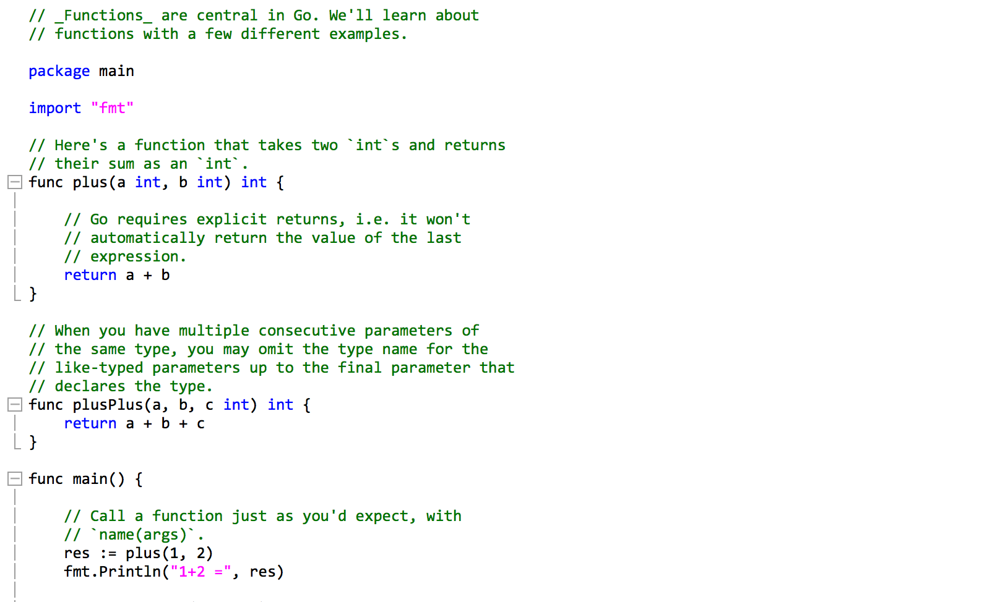 // _Functions_ are central in Go. We'll learn about
// functions with a few different examples.
package main
import "fmt"
// Here's a function that takes two `int`s and returns
// their sum as an `int`.
func plus(a int, b int) int {
// Go requires explicit returns, i.e. it won't
// automatically return the value of the last
// expression.
return a + b
}
// When you have multiple consecutive parameters of
// the same type, you may omit the type name for the
// like-typed parameters up to the final parameter that
// declares the type.
func plusPlus(a, b, c int) int {
return a + b + c
}
func main() {
// Call a function just as you'd expect, with
// `name(args)`.
res := plus(1, 2)
fmt.Println("1+2 =", res)